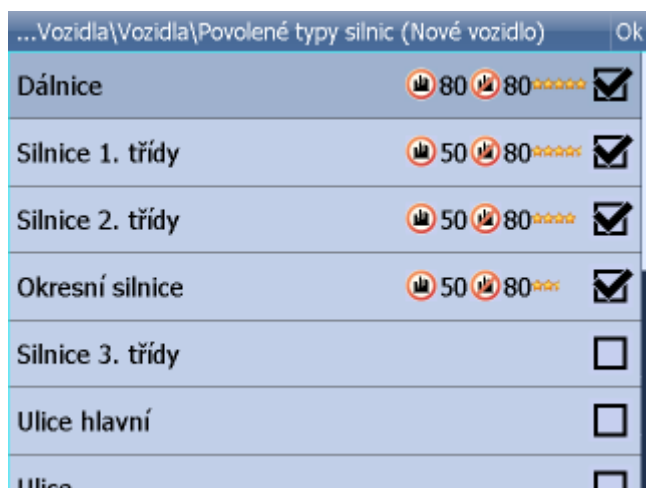 ...Vozidla\Vozidla\Povolené typy silnic (Nové vozidlo) Ok
Dálnice 80 80
Silnice 1. třídy 50 80
Silnice 2. třídy 50 80
Okresní silnice 50 80
Silnice 3. třídy
Ulice hlavní
Ulice